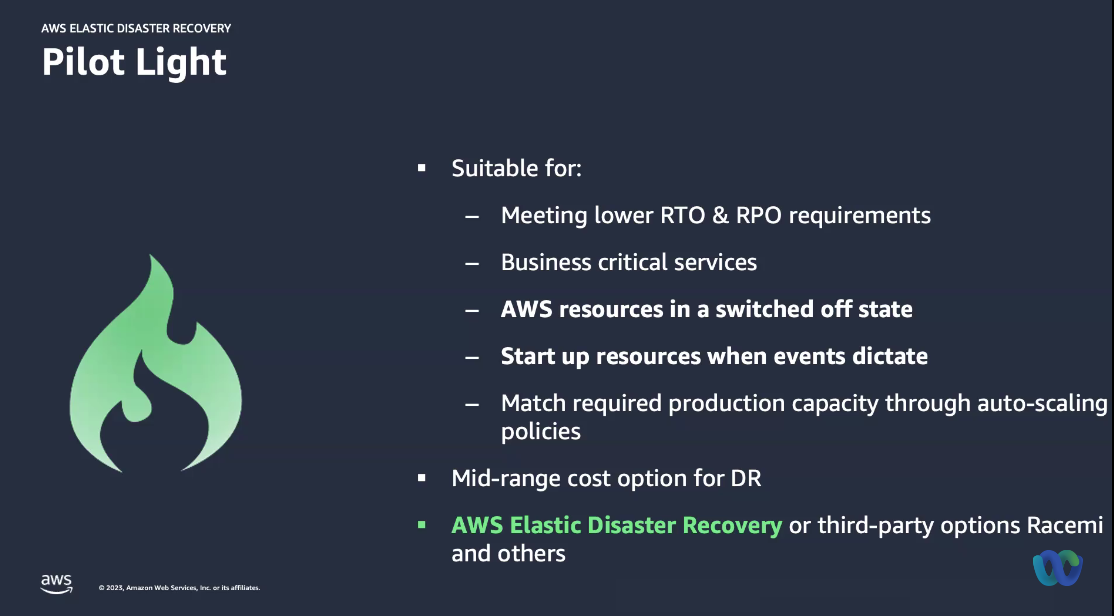 AWS ELASTIC DISASTER RECOVERY
Pilot Light
▪ Suitable for:
– Meeting lower RTO & RPO requirements
– Business critical services
– AWS resources in a switched off state
– Start up resources when events dictate
– Match required production capacity through auto-scaling
policies
▪ Mid-range cost option for DR
▪ AWS Elastic Disaster Recovery or third-party options Racemi
and others
aws
© 2023, Amazon Web Services, Inc. or its affiliates.